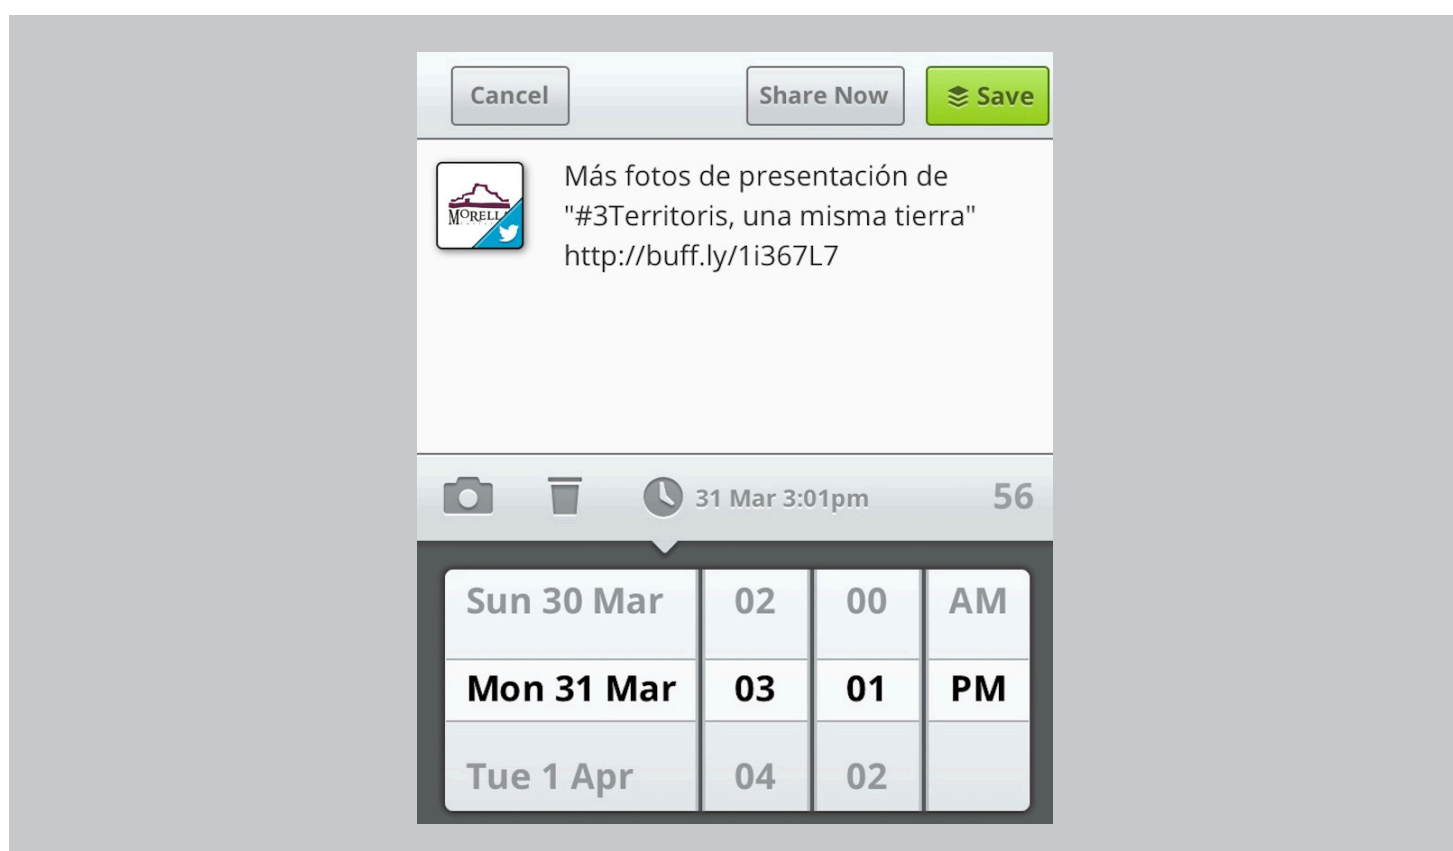 Cancel
Share Now
Save
Más fotos de presentación de
"#3Territoris, una misma tierra"
http://buff.ly/1i367L7
31 Mar 3:01pm
56
Sun 30 Mar 02 00 AM
Mon 31 Mar 03 01 PM
Tue 1 Apr 04 02